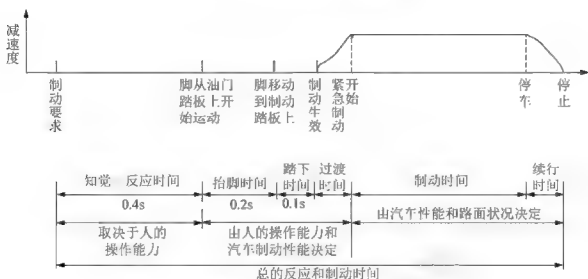 减速度
制动要求
脚从油门
踏板上开
始运动
脚移动
到制动
踏板上
制动生效
紧急制动
开始
停车
停止
知觉 反应时间
抬脚时间
踏下
时间
过渡
时间
制动时间
续行
时间
0.4s
0.2s
0.1s
取决于人的
操作能力
由人的操作能力和
汽车制动性能决定
由汽车性能和路面状况决定
总的反应和制动时间